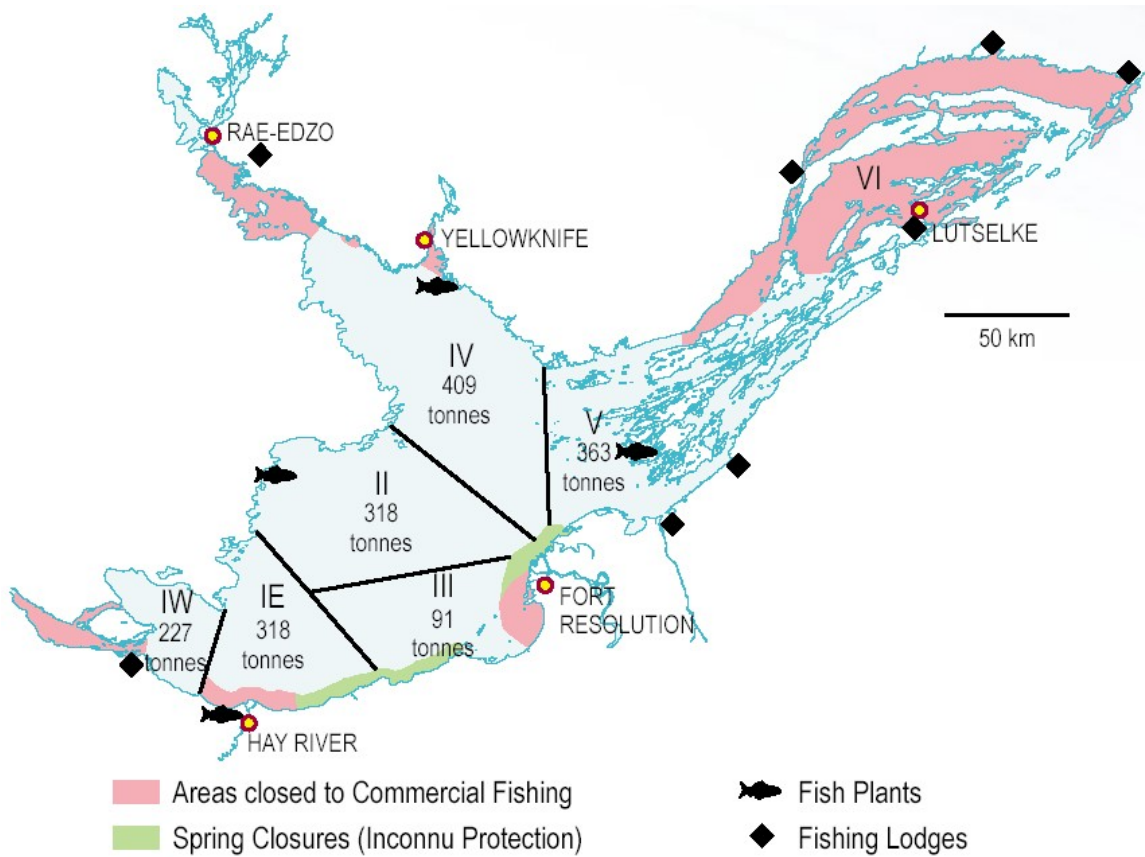 RAE-EDZO
YELLOWKNIFE
VI
LUTSELKE
50 km
IV
409
tonnes
V
363
tonnes
II
318
tonnes
III
91
tonnes
IW
227
tonnes
IE
318
tonnes
FORT
RESOLUTION
HAY RIVER
Areas closed to Commercial Fishing
Fish Plants
Spring Closures (Inconnu Protection)
Fishing Lodges